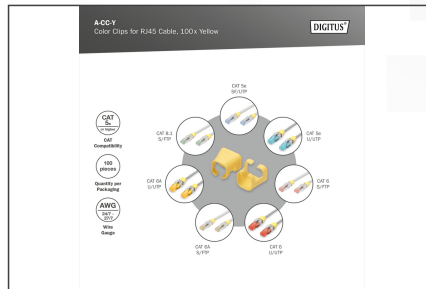 A-CC-Y
Color Clips for RJ45 Cable, 100x Yellow
DIGITUS®
CAT
5e
or higher
CAT
Compatibility
100
pieces
Quantity per
Packaging
AWG
24/7 -
27/7
Wire
Gauge
CAT 5e
SF/UTP
CAT 8.1
S/FTP
CAT 5e
U/UTP
CAT 6A
U/UTP
CAT 6
S/FTP
CAT 6A
S/FTP
CAT 6
U/UTP